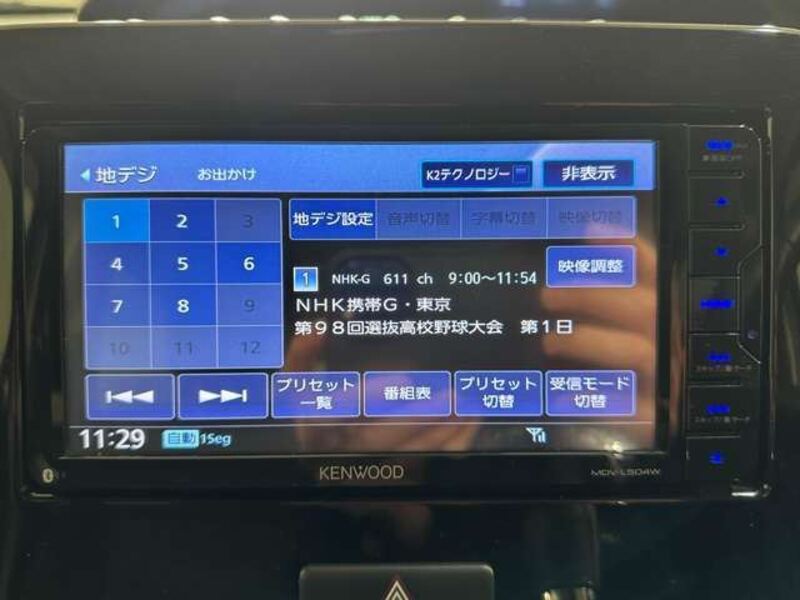 地デジ お出かけ K2テクノロジー 非表示
1 2 3 地デジ設定 音声切替 字幕切替 映像切替
4 5 6 映像調整
1 NHK-G 611 ch 9:00～11:54
7 8 9 NHK携帯G・東京
第98回選抜高校野球大会 第1日
10 11 12
プリセット一覧 番組表 プリセット切替 受信モード切替
11:29 自動 1seg
KENWOOD MDV-L504W